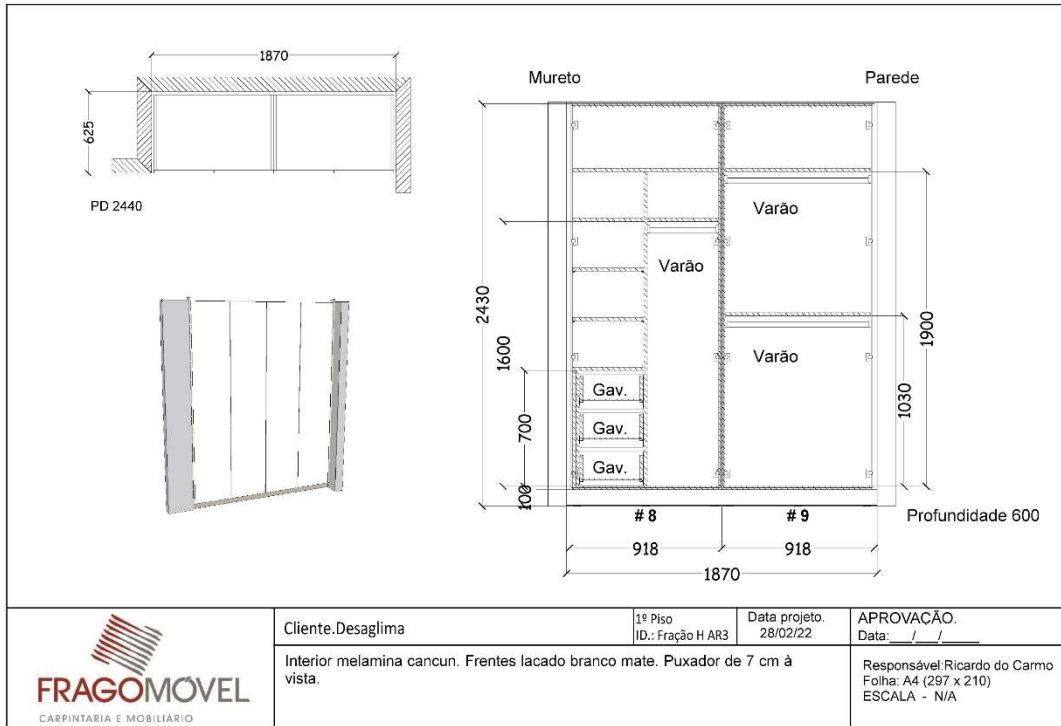 1870
625
PD 2440
Mureto
Parede
Varão
Varão
Varão
2430
1600
700
100
1900
1030
Gav.
Gav.
Gav.
# 8
# 9
Profundidade 600
918
918
1870
FRAGOMÓVEL
CARPINTARIA E MOBILIÁRIO
Cliente.Desaglima
1º Piso
ID.: Fração H AR3
Data projeto.
28/02/22
APROVAÇÃO.
Data:___/___/_____
Interior melamina cancun. Frentes lacado branco mate. Puxador de 7 cm à
vista.
Responsável:Ricardo do Carmo
Folha: A4 (297 x 210)
ESCALA - N/A